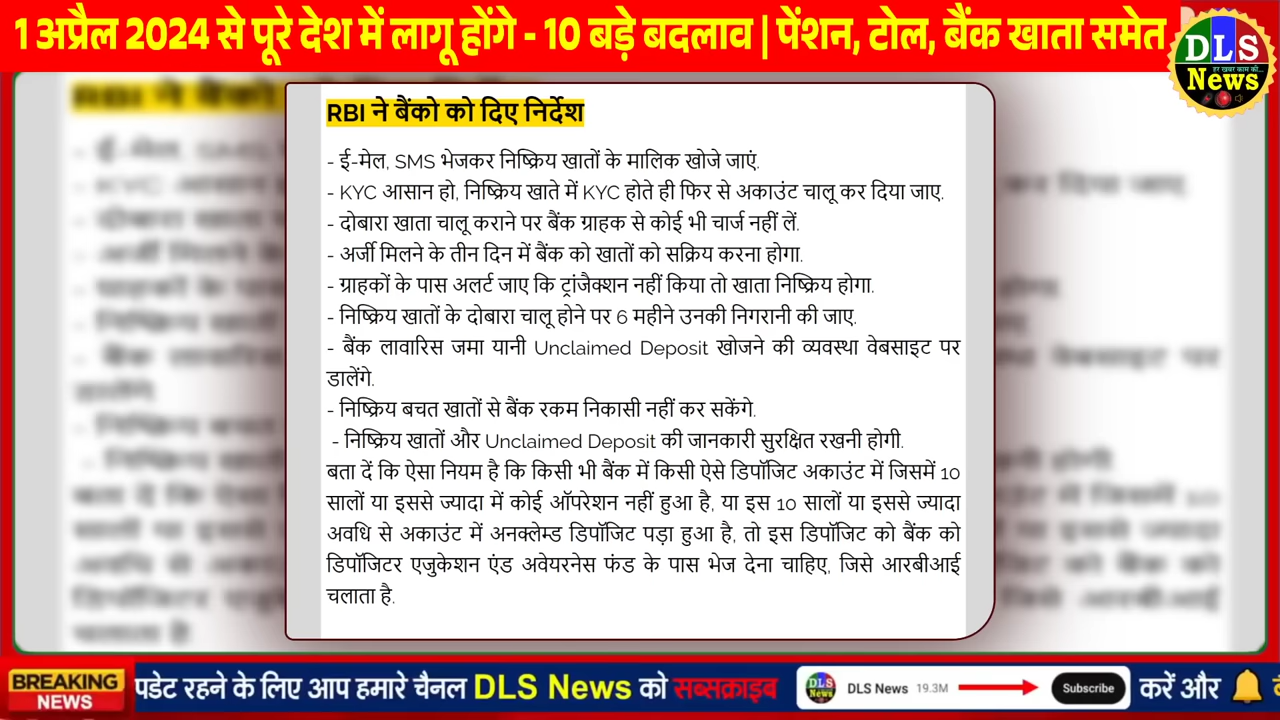 1 अप्रैल 2024 से पूरे देश में लागू होंगे - 10 बड़े बदलाव | पेंशन, टोल, बैंक खाता समेत
DLS
हर खबर काम की...
News
RBI ने बैंको को दिए निर्देश
- ई-मेल, SMS भेजकर निष्क्रिय खातों के मालिक खोजे जाएं.
- KYC आसान हो, निष्क्रिय खाते में KYC होते ही फिर से अकाउंट चालू कर दिया जाए.
- दोबारा खाता चालू कराने पर बैंक ग्राहक से कोई भी चार्ज नहीं लें.
- अर्जी मिलने के तीन दिन में बैंक को खातों को सक्रिय करना होगा.
- ग्राहकों के पास अलर्ट जाए कि ट्रांजैक्शन नहीं किया तो खाता निष्क्रिय होगा.
- निष्क्रिय खातों के दोबारा चालू होने पर 6 महीने उनकी निगरानी की जाए.
- बैंक लावारिस जमा यानी Unclaimed Deposit खोजने की व्यवस्था वेबसाइट पर
डालेंगे.
- निष्क्रिय बचत खातों से बैंक रकम निकासी नहीं कर सकेंगे.
- निष्क्रिय खातों और Unclaimed Deposit की जानकारी सुरक्षित रखनी होगी.
बता दें कि ऐसा नियम है कि किसी भी बैंक में किसी ऐसे डिपॉजिट अकाउंट में जिसमें 10
सालों या इससे ज्यादा में कोई ऑपरेशन नहीं हुआ है, या इस 10 सालों या इससे ज्यादा
अवधि से अकाउंट में अनक्लेम्ड डिपॉजिट पड़ा हुआ है, तो इस डिपॉजिट को बैंक को
डिपॉजिटर एजुकेशन एंड अवेयरनेस फंड के पास भेज देना चाहिए, जिसे आरबीआई
चलाता है.
BREAKING
NEWS
पडेट रहने के लिए आप हमारे चैनल DLS News को सब्सक्राइब
DLS News 19.3M
Subscribe
करें और